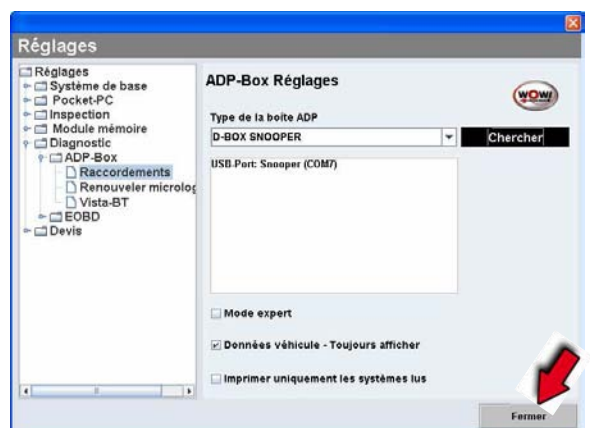 Réglages
Réglages
Système de base
Pocket-PC
Inspection
Module mémoire
Diagnostic
ADP-Box
Raccordements
Renouveler microlog
Vista-BT
EOBD
Devis
ADP-Box Réglages
WOW!
Type de la boîte ADP
D-BOX SNOOPER
Chercher
USB-Port: Snooper (COM7)
Mode expert
Données véhicule - Toujours afficher
Imprimer uniquement les systèmes lus
Fermer